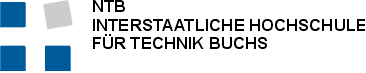 NTB
INTERSTAATLICHE HOCHSCHULE
FÜR TECHNIK BUCHS